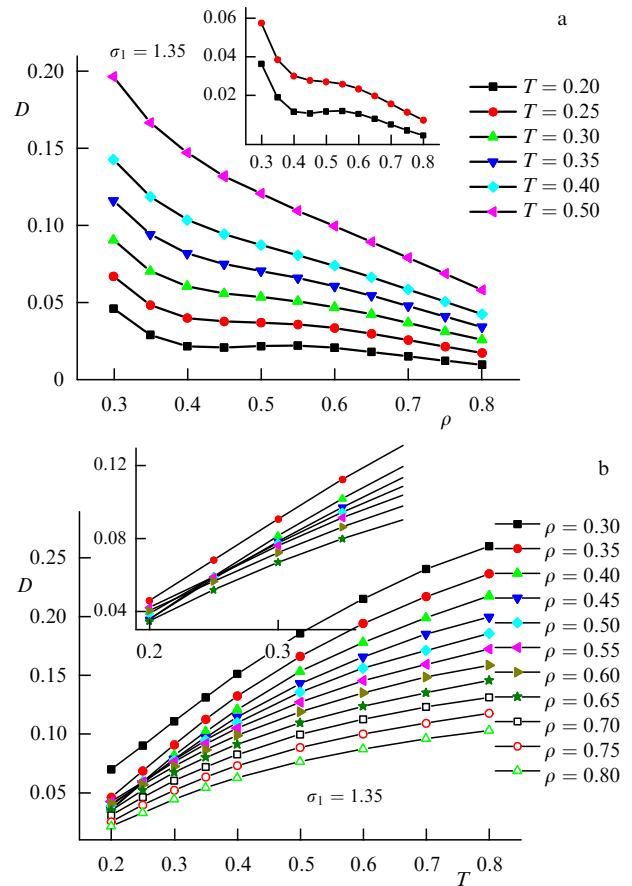 a
σ₁ = 1.35
D
0.20
0.15
0.10
0.05
0
0.3 0.4 0.5 0.6 0.7 0.8
ρ
0.06
0.04
0.02
0.3 0.4 0.5 0.6 0.7 0.8
T = 0.20
T = 0.25
T = 0.30
T = 0.35
T = 0.40
T = 0.50
b
D
0.25
0.20
0.15
0.10
0.05
0.12
0.08
0.04
0.2 0.3
σ₁ = 1.35
0.2 0.3 0.4 0.5 0.6 0.7 0.8
T
ρ = 0.30
ρ = 0.35
ρ = 0.40
ρ = 0.45
ρ = 0.50
ρ = 0.55
ρ = 0.60
ρ = 0.65
ρ = 0.70
ρ = 0.75
ρ = 0.80